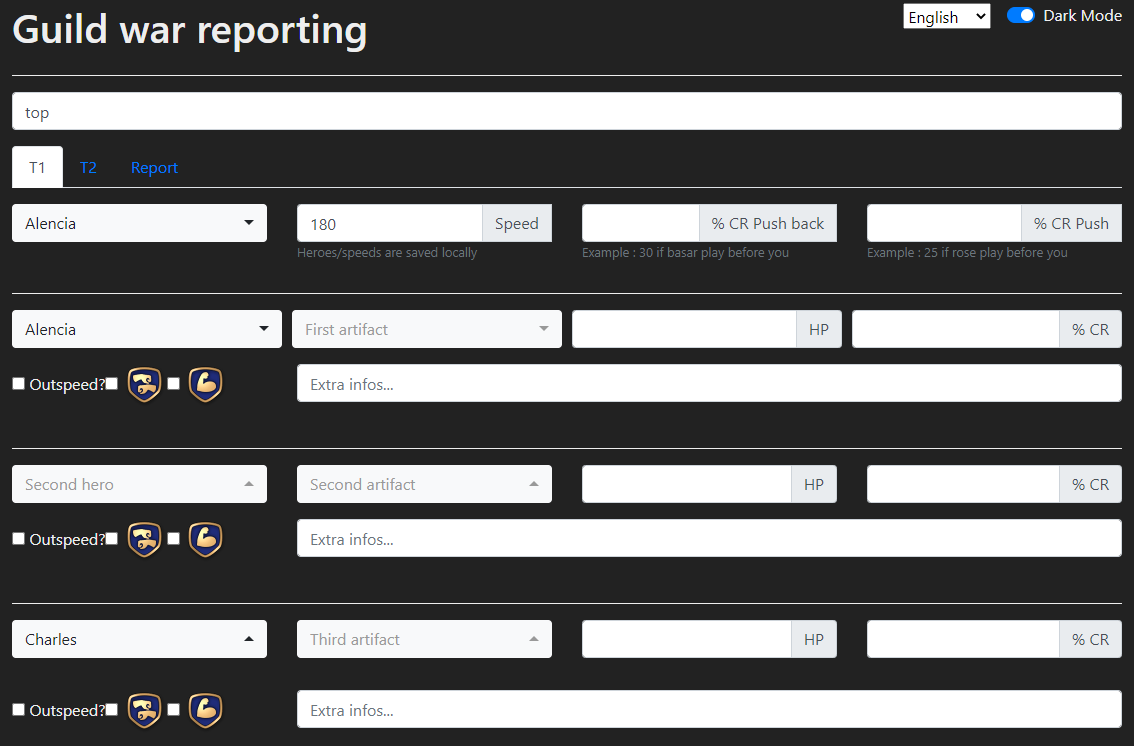 Guild war reporting
English
Dark Mode
top
T1 T2 Report
Alencia 180 Speed % CR Push back % CR Push
Heroes/speeds are saved locally Example : 30 if basar play before you Example : 25 if rose play before you
Alencia First artifact HP % CR
Outspeed? Extra infos...
Second hero Second artifact HP % CR
Outspeed? Extra infos...
Charles Third artifact HP % CR
Outspeed? Extra infos...